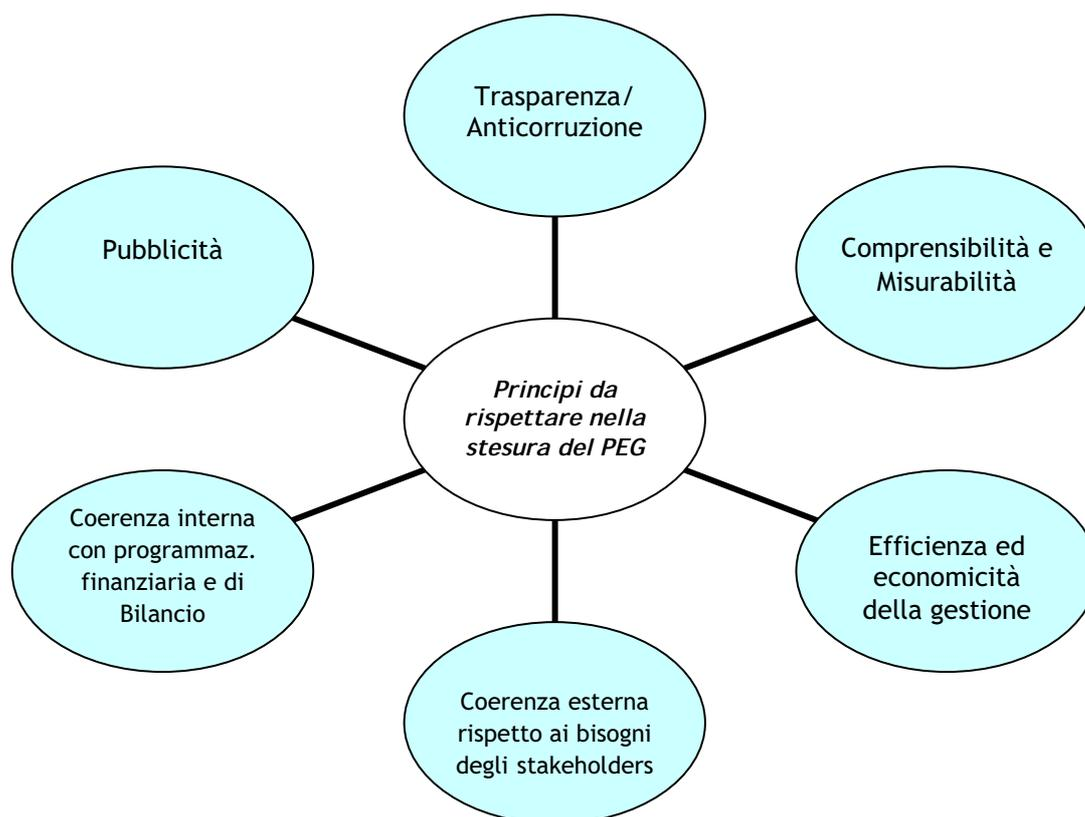 Trasparenza/
Anticorruzione
Pubblicità
Comprensibilità e
Misurabilità
Principi da
rispettare nella
stesura del PEG
Coerenza interna
con programmaz.
finanziaria e di
Bilancio
Efficienza ed
economicità
della gestione
Coerenza esterna
rispetto ai bisogni
degli stakeholders